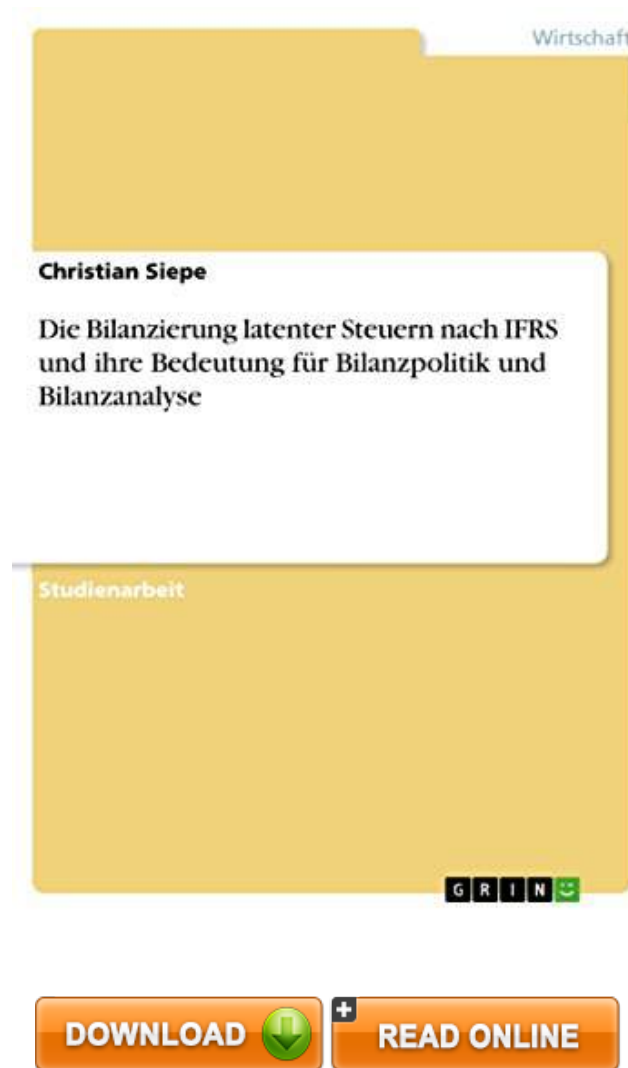 Wirtschaft
Christian Siepe
Die Bilanzierung latenter Steuern nach IFRS
und ihre Bedeutung für Bilanzpolitik und
Bilanzanalyse
Studienarbeit
GRIN
DOWNLOAD
READ ONLINE